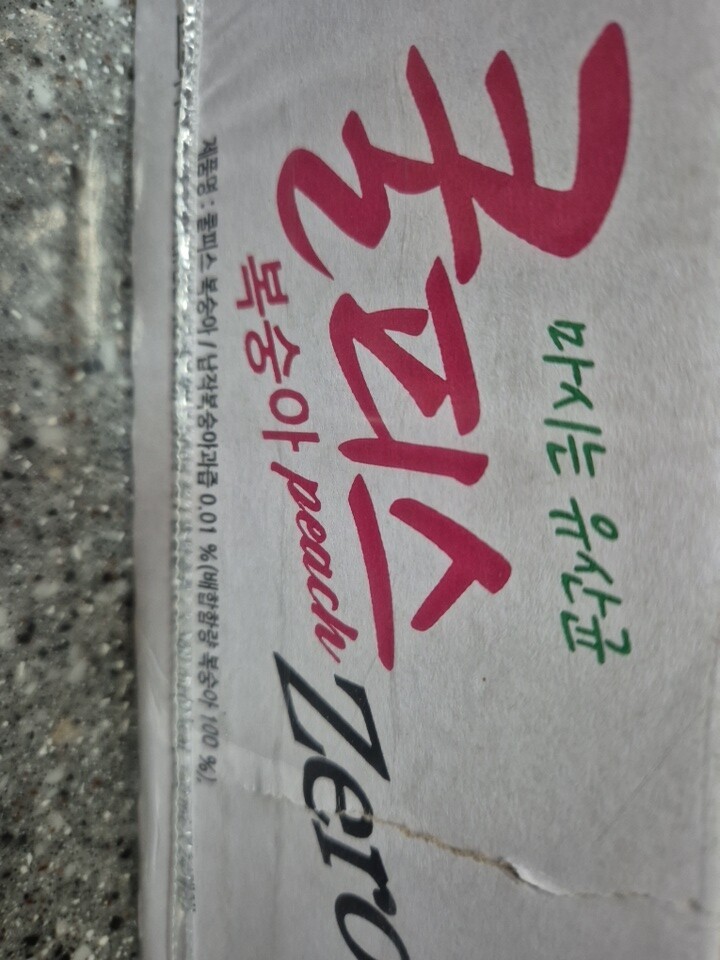 마시는 유산균
쿨피스
복숭아 peach Zero
제품명 : 쿨피스 복숭아 / 남작복숭아과즙 0.01 % (배합함량 복숭아 100 %),